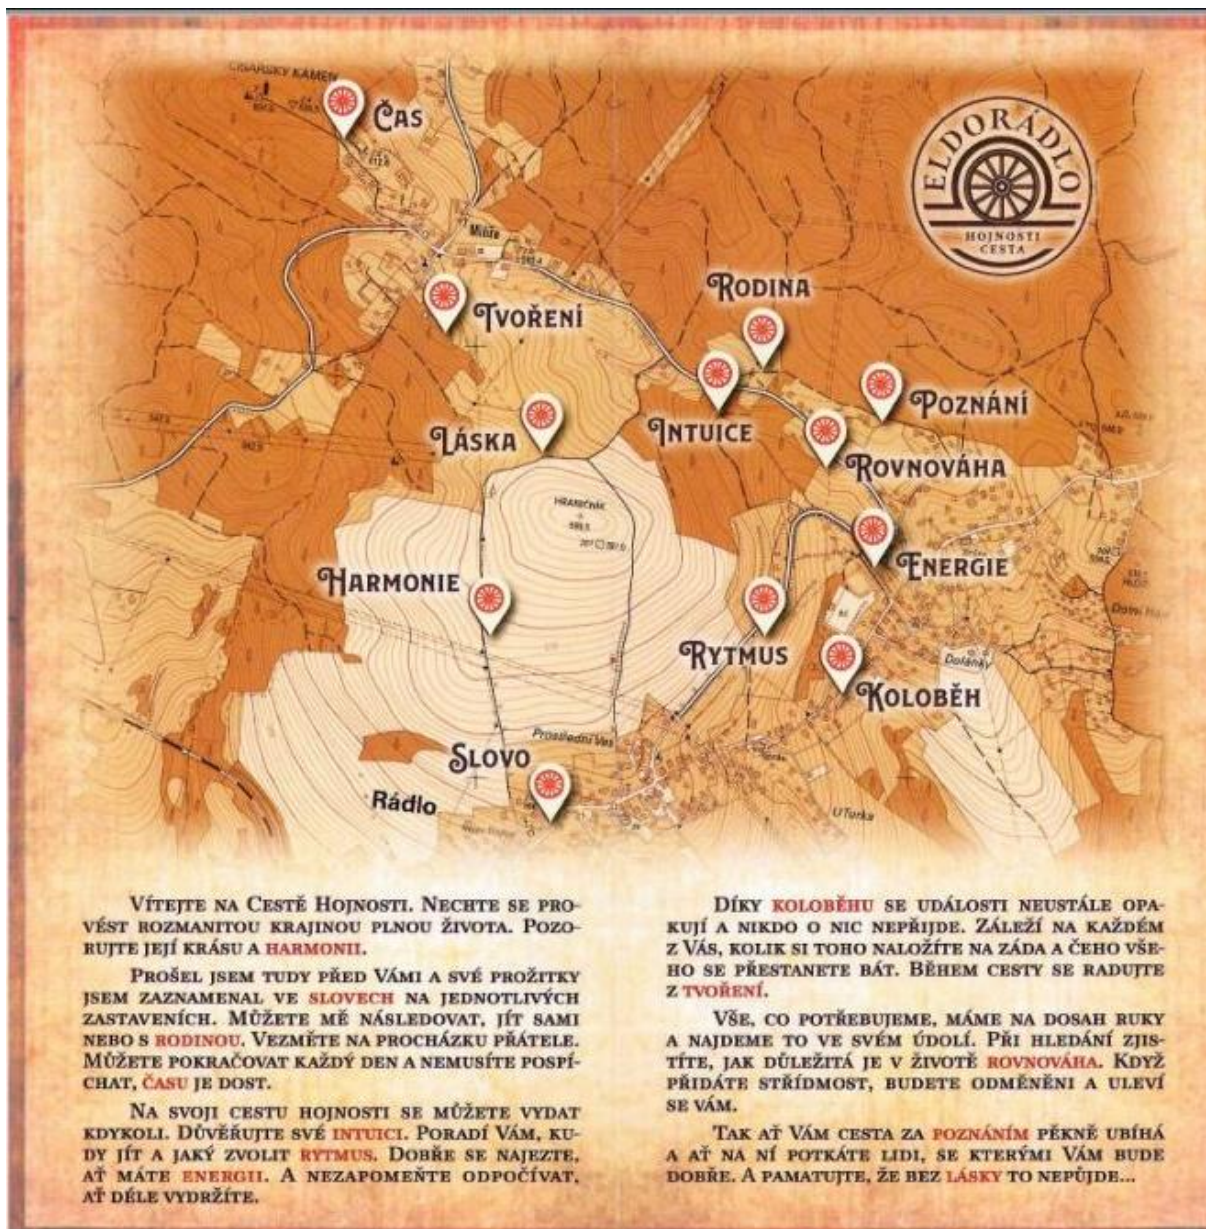 CÍSAŘSKÝ KÁMEN
ČAS
ELDORÁDLO
HOJNOSTI
CESTA
Milíře
RODINA
TVOŘENÍ
POZNÁNÍ
INTUICE
LÁSKA
ROVNOVÁHA
HRABIČNÁK
HARMONIE
ENERGIE
RYTMUS
Dolánky
KOLOBĚH
Prostřední Ves
SLOVO
Rádlo
U Turka
VÍTEJTE NA CESTĚ HOJNOSTI. NECHTE SE PRO-
VÉST ROZMANITOU KRAJINOU PLNOU ŽIVOTA. POZO-
RUJTE JEJÍ KRÁSU A HARMONII.
PROŠEL JSEM TUDY PŘED VÁMI A SVÉ PROŽITKY
JSEM ZAZNAMENAL VE SLOVECH NA JEDNOTLIVÝCH
ZASTAVENÍCH. MŮŽETE MĚ NÁSLEDOVAT, JÍT SAMI
NEBO S RODINOU. VEZMĚTE NA PROCHÁZKU PŘÁTELE.
MŮŽETE POKRAČOVAT KAŽDÝ DEN A NEMUSÍTE POSPÍ-
CHAT, ČASU JE DOST.
NA SVOJI CESTU HOJNOSTI SE MŮŽETE VYDAT
KDYKOLI. DŮVĚŘUJTE SVÉ INTUICI. PORADÍ VÁM, KU-
DY JÍT A JAKÝ ZVOLIT RYTMUS. DOBŘE SE NAJEZTE,
AŤ MÁTE ENERGII. A NEZAPOMEŇTE ODPOČÍVAT,
AŤ DÉLE VYDRŽÍTE.
DÍKY KOLOBĚHU SE UDÁLOSTI NEUSTÁLE OPA-
KUJÍ A NIKDO O NIC NEPŘIJDE. ZÁLEŽÍ NA KAŽDÉM
Z VÁS, KOLIK SI TOHO NALOŽÍTE NA ZÁDA A ČEHO VŠE-
HO SE PŘESTANETE BÁT. BĚHEM CESTY SE RADUJTE
Z TVOŘENÍ.
VŠE, CO POTŘEBUJEME, MÁME NA DOSAH RUKY
A NAJDEME TO VE SVÉM ÚDOLÍ. PŘI HLEDÁNÍ ZJIS-
TÍTE, JAK DŮLEŽITÁ JE V ŽIVOTĚ ROVNOVÁHA. KDYŽ
PŘIDÁTE STŘÍDMOST, BUDETE ODMĚNĚNI A ULEVÍ
SE VÁM.
TAK AŤ VÁM CESTA ZA POZNÁNÍM PĚKNĚ UBÍHÁ
A AŤ NA NÍ POTKÁTE LIDI, SE KTERÝMI VÁM BUDE
DOBŘE. A PAMATUJTE, ŽE BEZ LÁSKY TO NEPŮJDE...